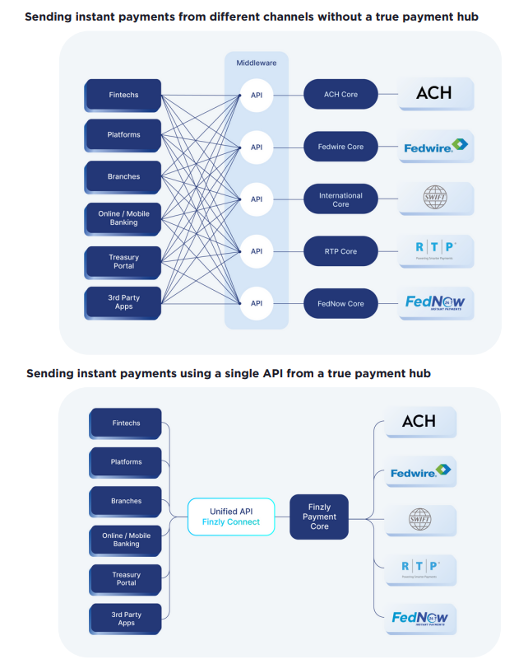 Sending instant payments from different channels without a true payment hub
Middleware
Fintechs
Platforms
Branches
Online / Mobile
Banking
Treasury
Portal
3rd Party
Apps
API
API
API
API
API
ACH Core
Fedwire Core
International
Core
RTP Core
FedNow Core
ACH
Fedwire
SWIFT
RTP
FedNow
INSTANT PAYMENTS
Sending instant payments using a single API from a true payment hub
Fintechs
Platforms
Branches
Online / Mobile
Banking
Treasury
Portal
3rd Party
Apps
Unified API
Finzly Connect
Finzly
Payment
Core
ACH
Fedwire
SWIFT
RTP
FedNow
INSTANT PAYMENTS